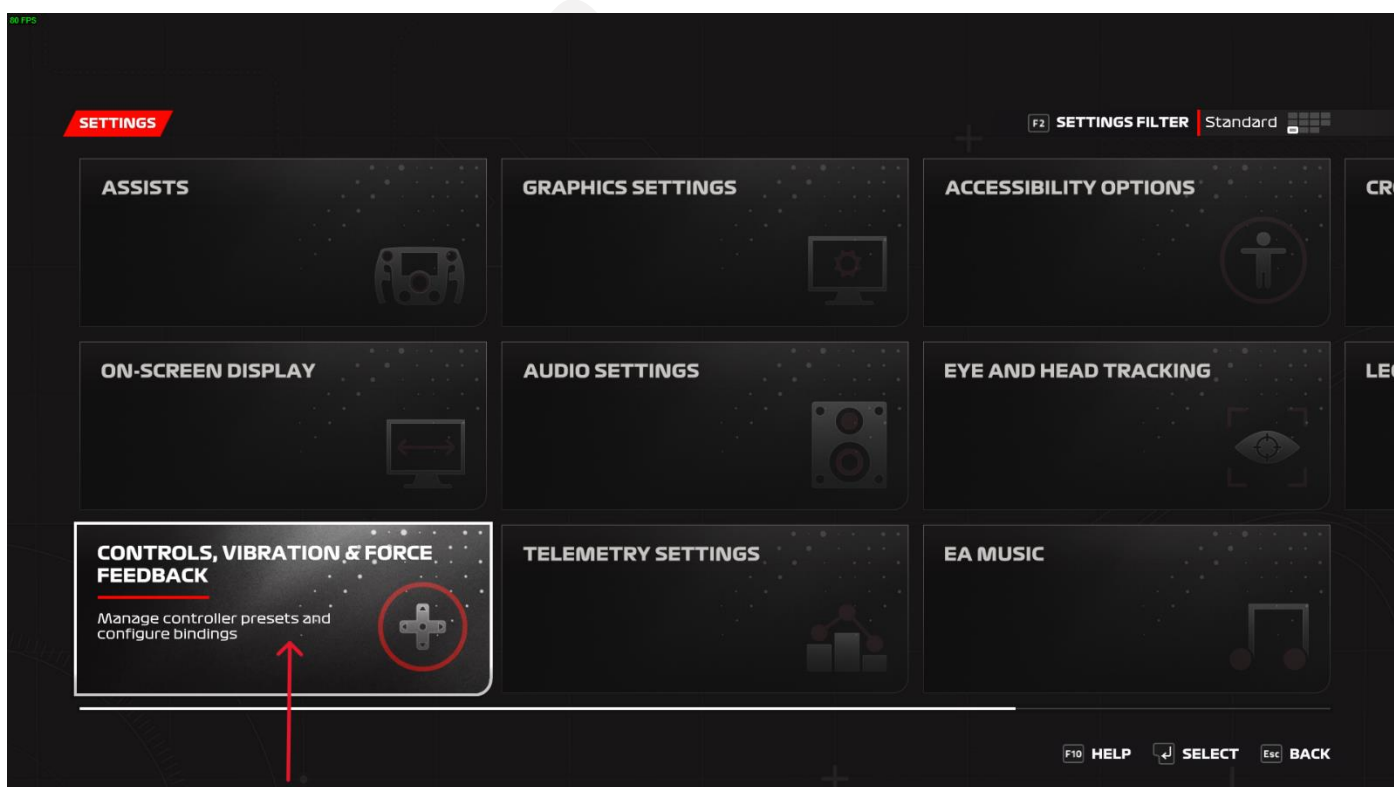 80 FPS
SETTINGS
F2 SETTINGS FILTER Standard
ASSISTS
GRAPHICS SETTINGS
ACCESSIBILITY OPTIONS
CR
ON-SCREEN DISPLAY
AUDIO SETTINGS
EYE AND HEAD TRACKING
LE
CONTROLS, VIBRATION & FORCE
FEEDBACK
Manage controller presets and
configure bindings
TELEMETRY SETTINGS
EA MUSIC
F10 HELP
SELECT
Esc BACK